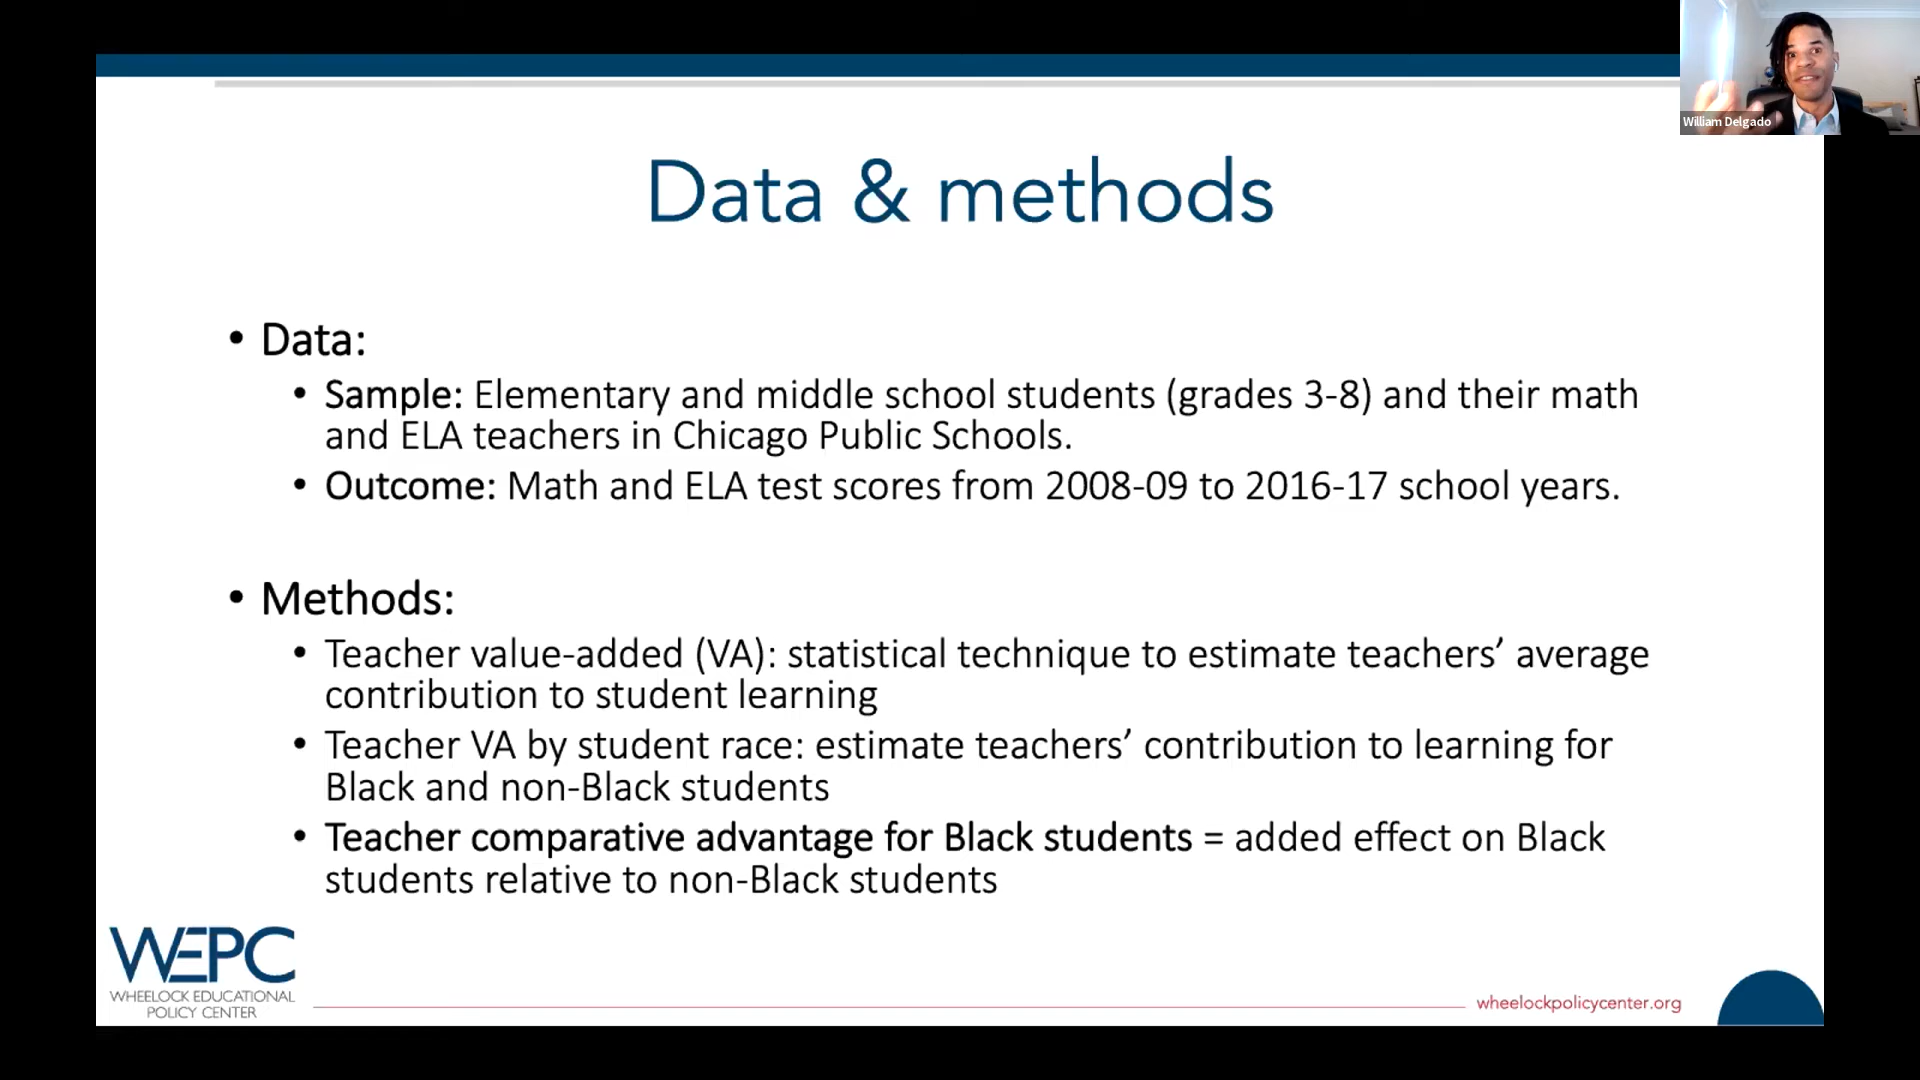 William Delgado
Data & methods
• Data:
• Sample: Elementary and middle school students (grades 3-8) and their math
and ELA teachers in Chicago Public Schools.
• Outcome: Math and ELA test scores from 2008-09 to 2016-17 school years.
• Methods:
• Teacher value-added (VA): statistical technique to estimate teachers’ average
contribution to student learning
• Teacher VA by student race: estimate teachers’ contribution to learning for
Black and non-Black students
• Teacher comparative advantage for Black students = added effect on Black
students relative to non-Black students
WEPC
WHEELOCK EDUCATIONAL
POLICY CENTER
wheelockpolicycenter.org